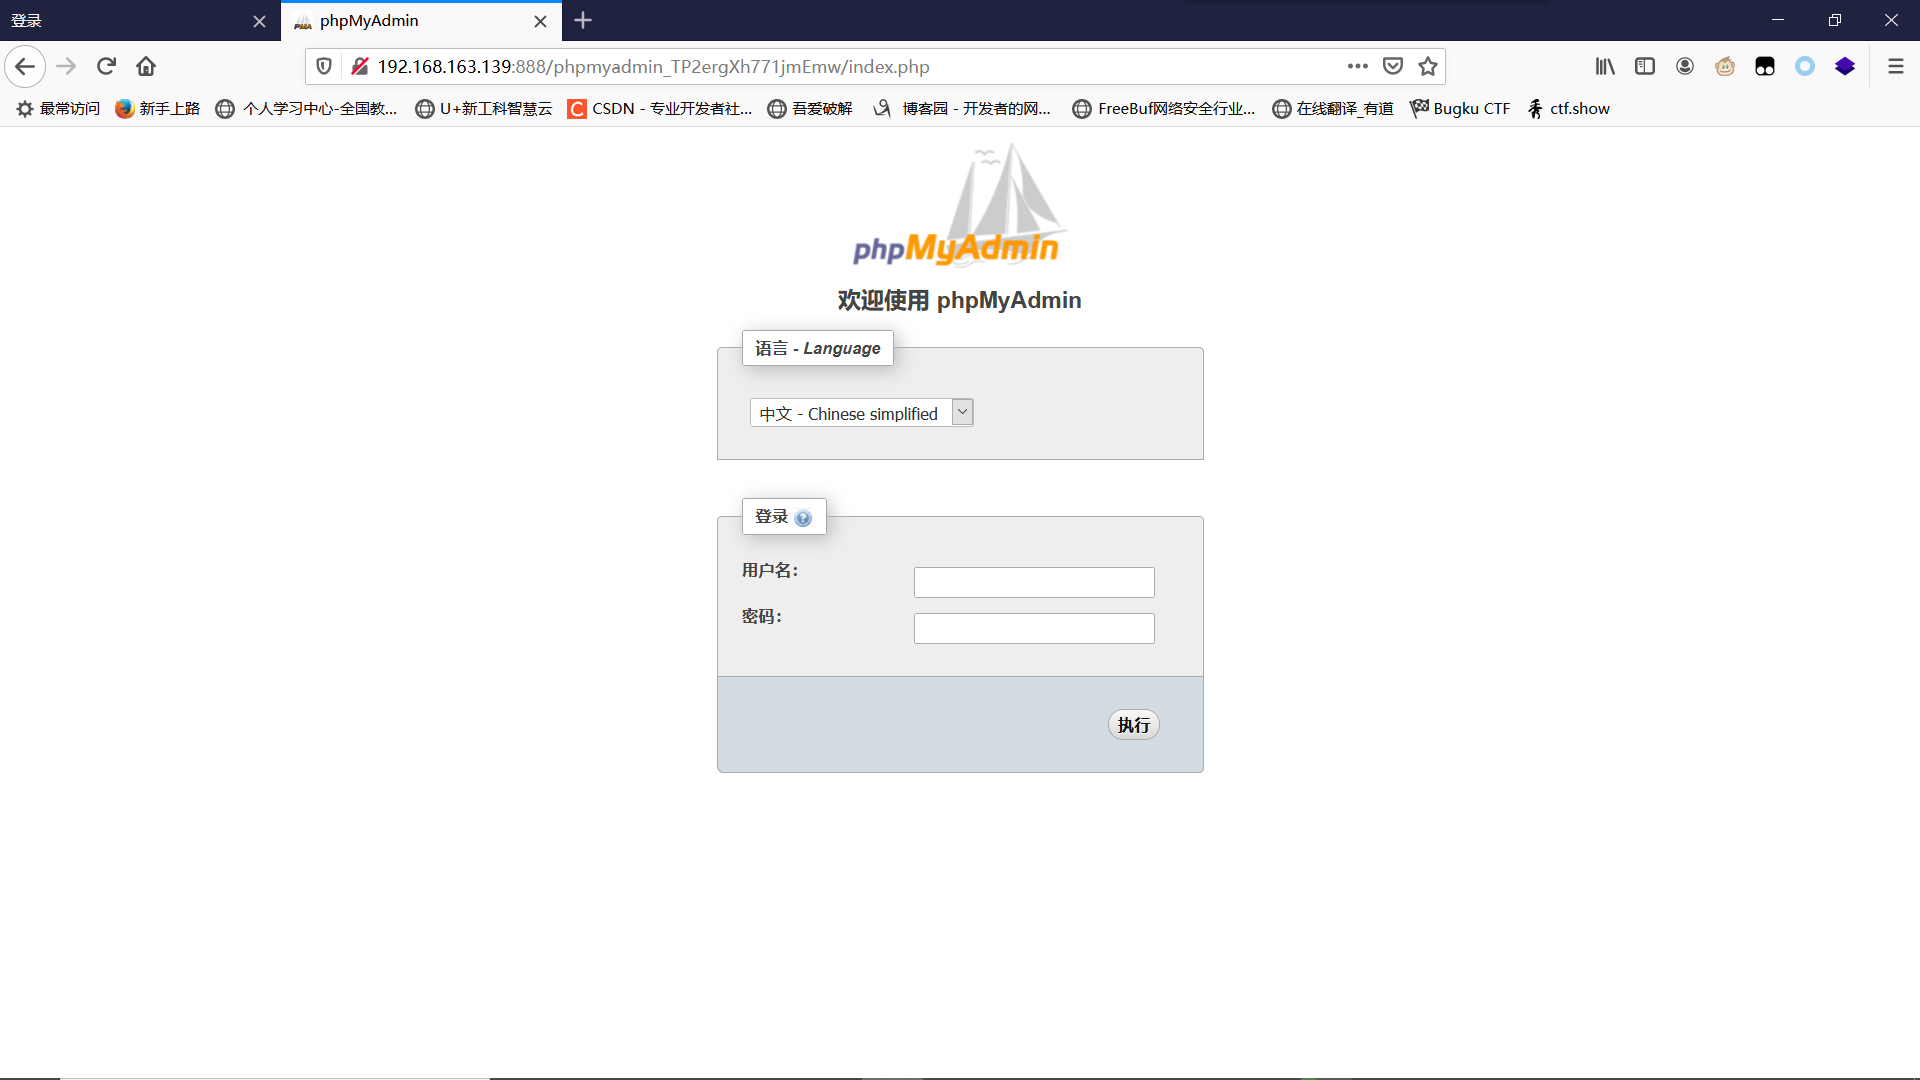 登录
phpMyAdmin
192.168.163.139:888/phpmyadmin_TP2ergXh771jmEmw/index.php
最常访问 新手上路 个人学习中心-全国教... U+新工科智慧云 CSDN - 专业开发者社... 吾爱破解 博客园 - 开发者的网... FreeBuf网络安全行业... 在线翻译_有道 Bugku CTF ctf.show
phpMyAdmin
欢迎使用 phpMyAdmin
语言 - Language
中文 - Chinese simplified
登录
用户名：
密码：
执行